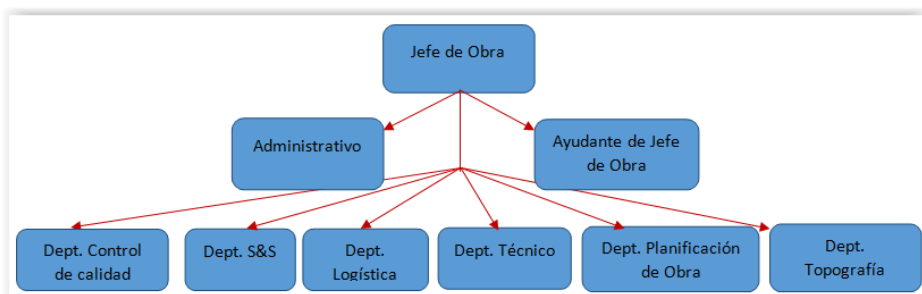 Jefe de Obra
Administrativo
Ayudante de Jefe
de Obra
Dept. Control
de calidad
Dept. S&S
Dept.
Logística
Dept. Técnico
Dept. Planificación
de Obra
Dept.
Topografía